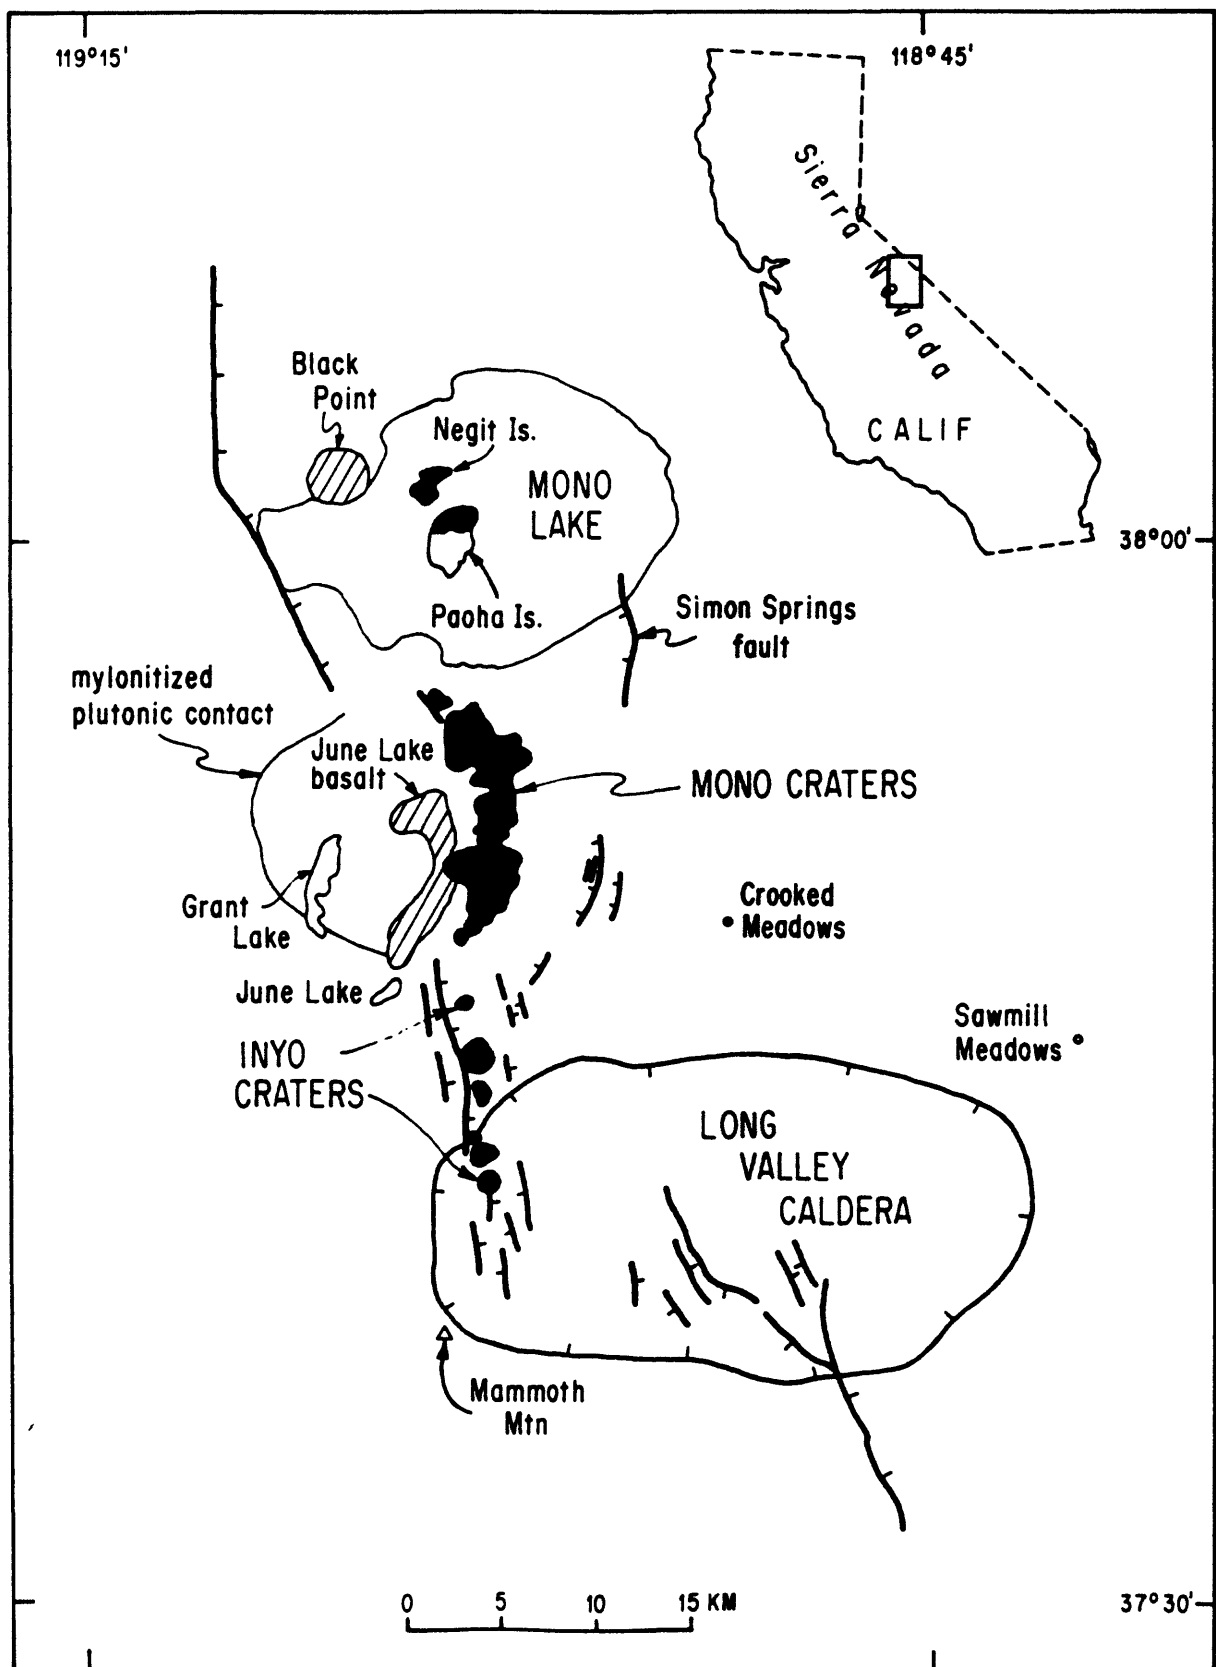 119°15'
118°45'
Sierra Nevada
CALIF
Black
Point
Negit Is.
MONO
LAKE
38°00'
Paoha Is.
Simon Springs
fault
mylonitized
plutonic contact
June Lake
basalt
MONO CRATERS
Grant
Lake
Crooked
Meadows
June Lake
Sawmill
Meadows
INYO
CRATERS
LONG
VALLEY
CALDERA
Mammoth
Mtn
0 5 10 15 KM
37°30'